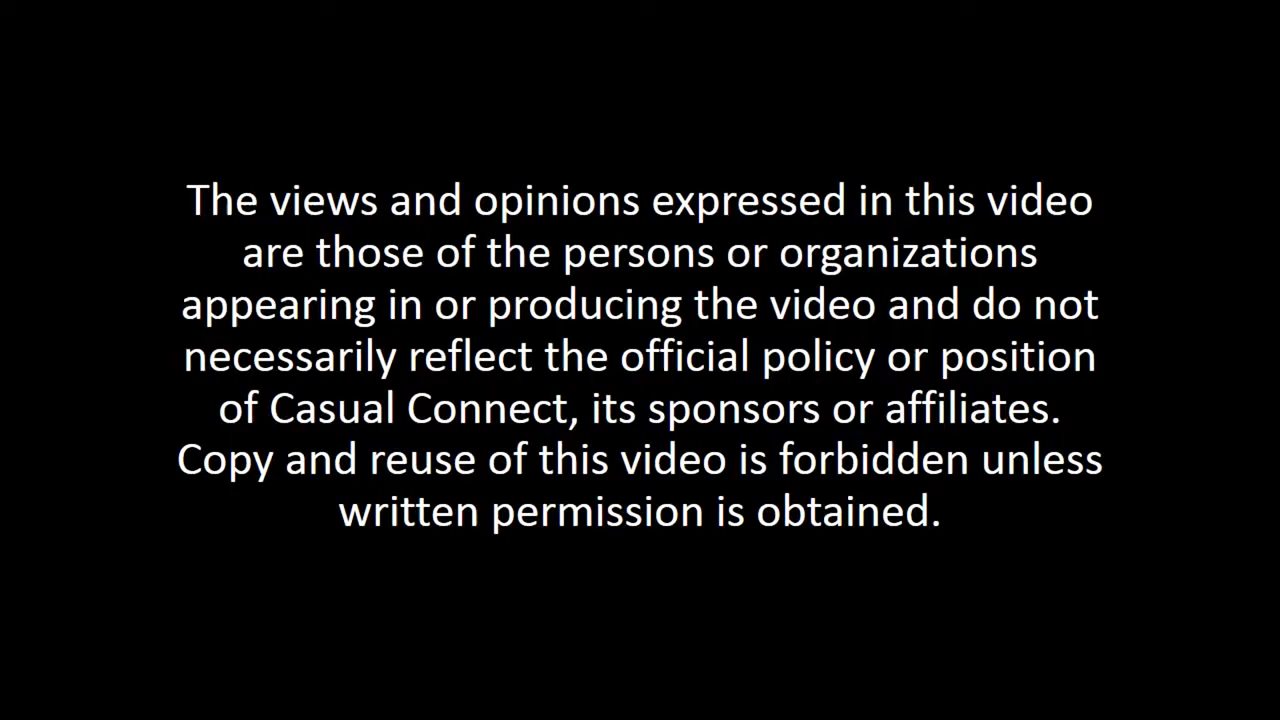 The views and opinions expressed in this video
are those of the persons or organizations
appearing in or producing the video and do not
necessarily reflect the official policy or position
of Casual Connect, its sponsors or affiliates.
Copy and reuse of this video is forbidden unless
written permission is obtained.